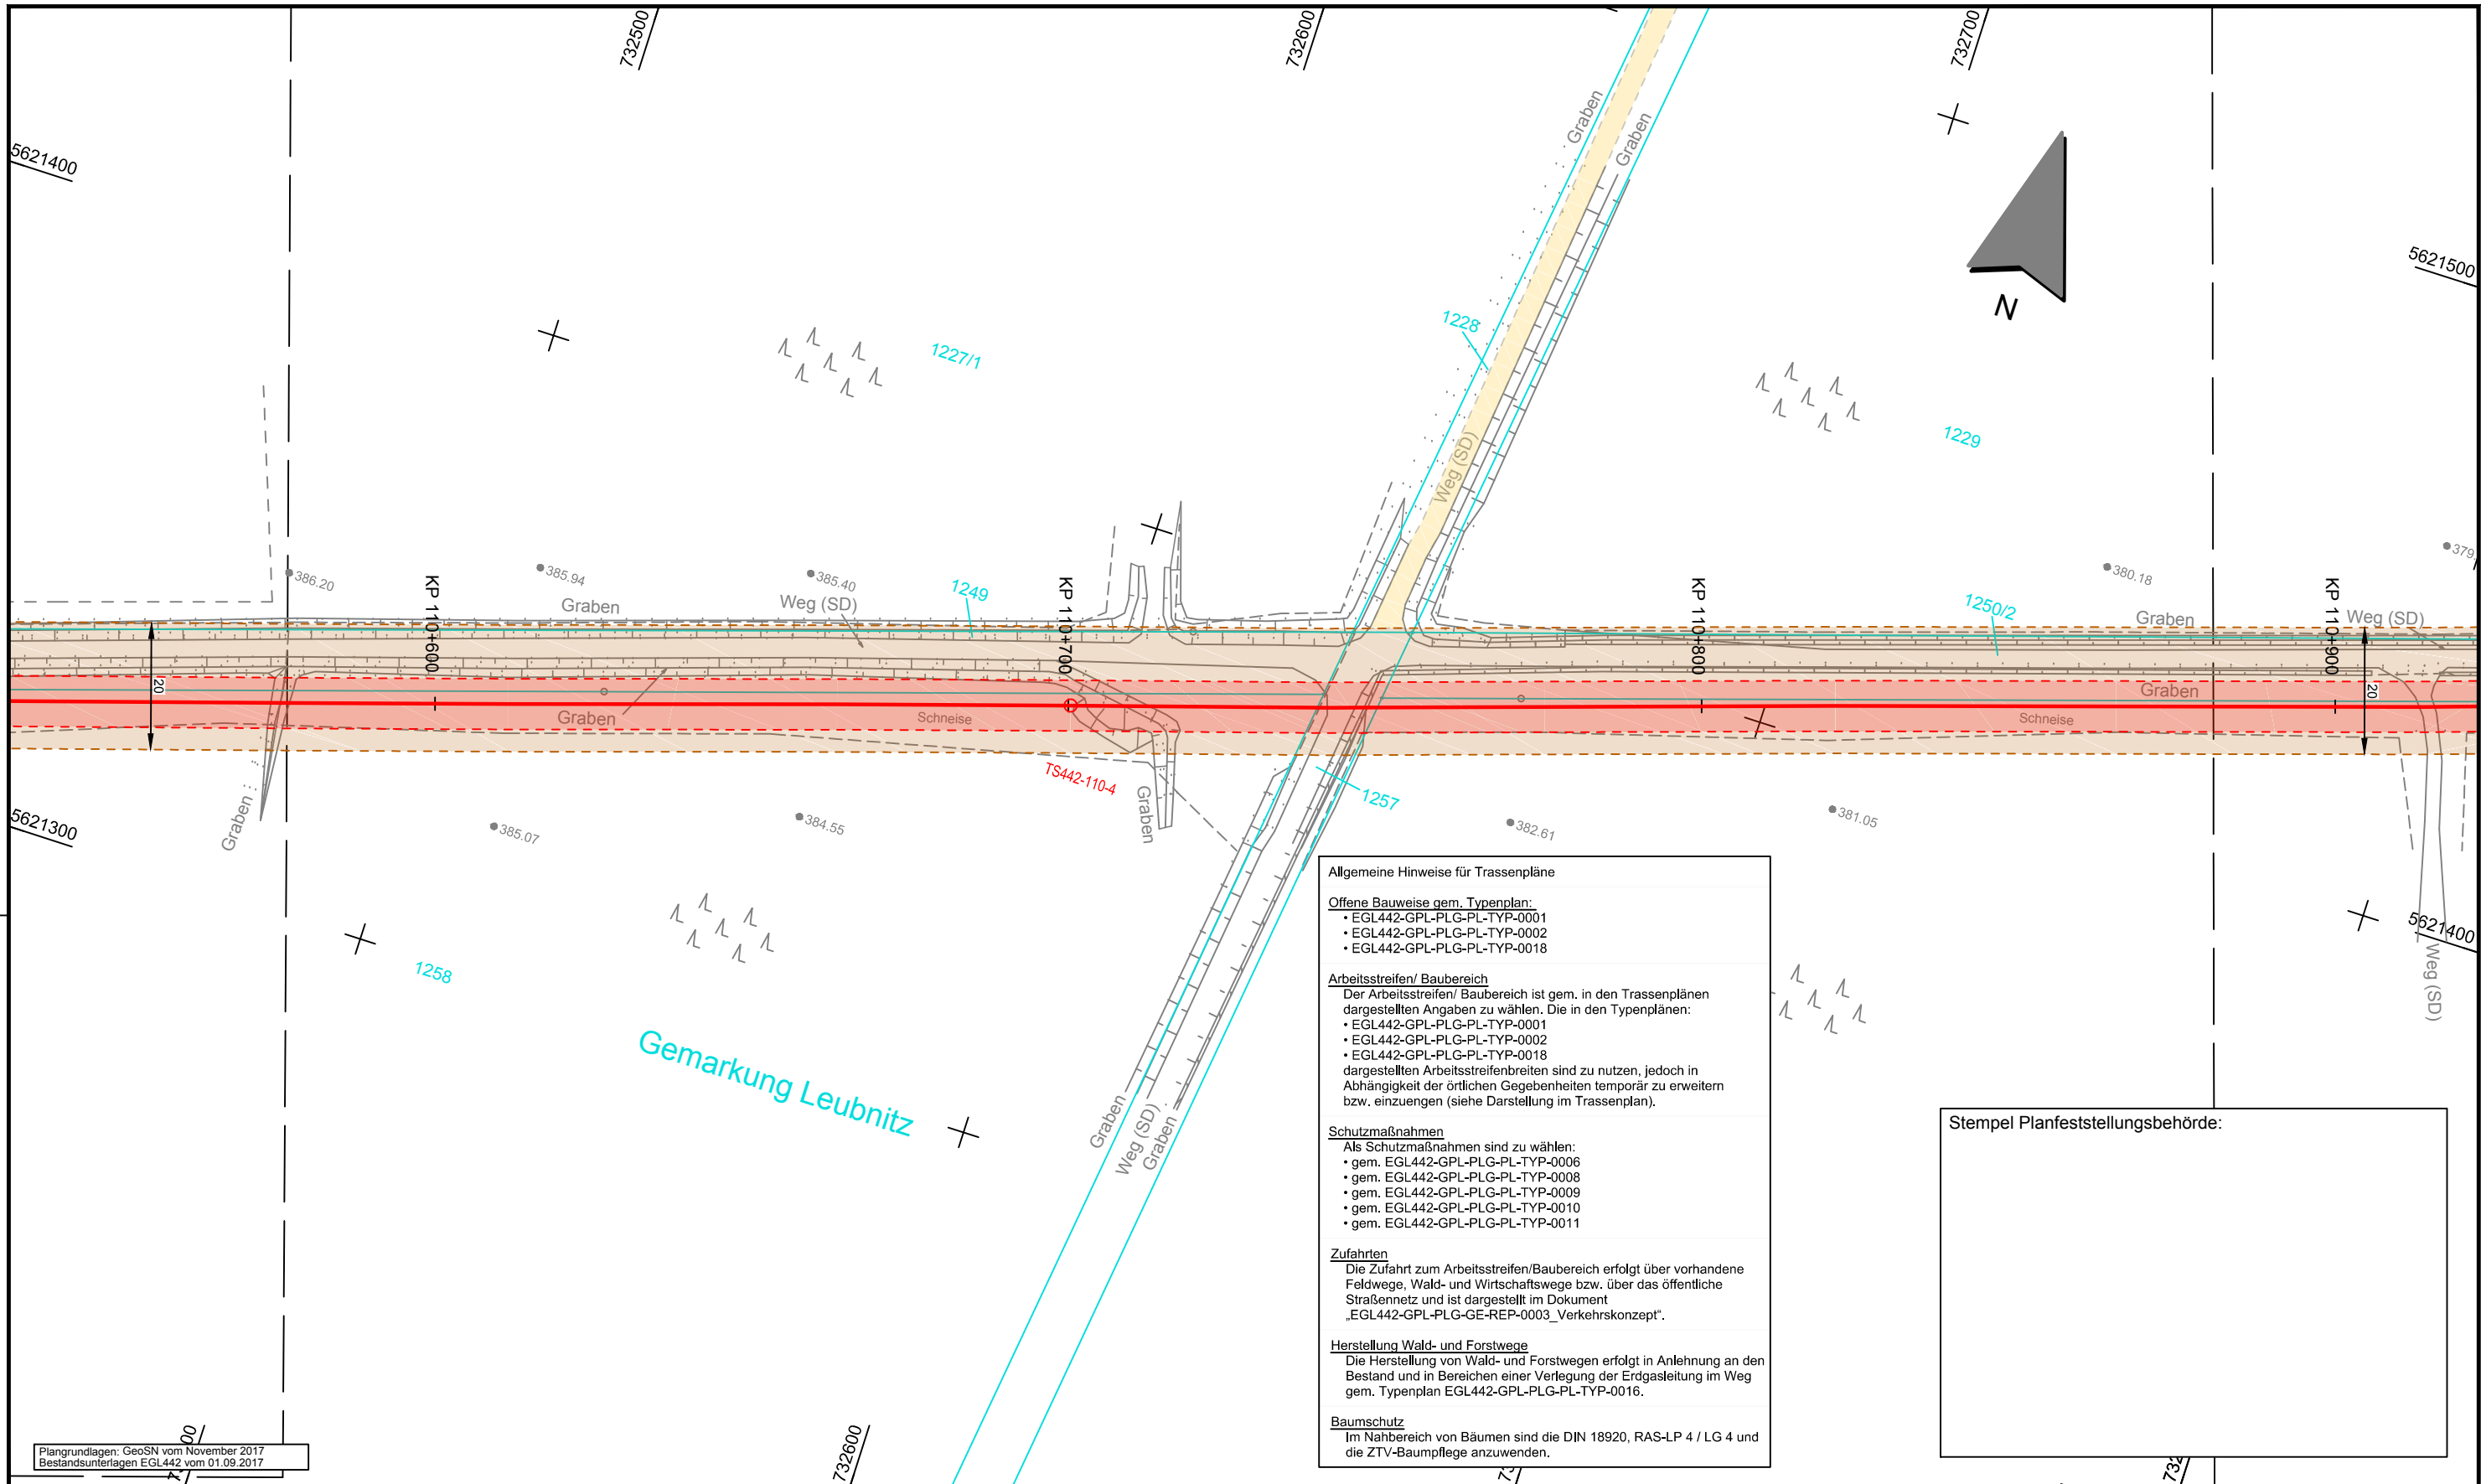 732500
732600
732700
5621400
5621500
Graben
Graben
1228
1227/1
1229
Weg (SD)
386.20
385.94
385.40
380.18
379.
KP 110+600
KP 110+700
KP 110+800
KP 110+900
Graben
Weg (SD)
1249
1250/2
Graben
Weg (SD)
20
20
Graben
Schneise
Graben
Schneise
TS442-110-4
Graben
Graben
1257
5621300
385.07
384.55
382.61
381.05
5621400
Weg (SD)
1258
Gemarkung Leubnitz
Graben
Weg (SD)
Graben
N
Allgemeine Hinweise für Trassenpläne
Offene Bauweise gem. Typenplan:
• EGL442-GPL-PLG-PL-TYP-0001
• EGL442-GPL-PLG-PL-TYP-0002
• EGL442-GPL-PLG-PL-TYP-0018
Arbeitsstreifen/ Baubereich
Der Arbeitsstreifen/ Baubereich ist gem. in den Trassenplänen
dargestellten Angaben zu wählen. Die in den Typenplänen:
• EGL442-GPL-PLG-PL-TYP-0001
• EGL442-GPL-PLG-PL-TYP-0002
• EGL442-GPL-PLG-PL-TYP-0018
dargestellten Arbeitsstreifenbreiten sind zu nutzen, jedoch in
Abhängigkeit der örtlichen Gegebenheiten temporär zu erweitern
bzw. einzuengen (siehe Darstellung im Trassenplan).
Schutzmaßnahmen
Als Schutzmaßnahmen sind zu wählen:
• gem. EGL442-GPL-PLG-PL-TYP-0006
• gem. EGL442-GPL-PLG-PL-TYP-0008
• gem. EGL442-GPL-PLG-PL-TYP-0009
• gem. EGL442-GPL-PLG-PL-TYP-0010
• gem. EGL442-GPL-PLG-PL-TYP-0011
Zufahrten
Die Zufahrt zum Arbeitsstreifen/Baubereich erfolgt über vorhandene
Feldwege, Wald- und Wirtschaftswege bzw. über das öffentliche
Straßennetz und ist dargestellt im Dokument
„EGL442-GPL-PLG-GE-REP-0003_Verkehrskonzept“.
Herstellung Wald- und Forstwege
Die Herstellung von Wald- und Forstwegen erfolgt in Anlehnung an den
Bestand und in Bereichen einer Verlegung der Erdgasleitung im Weg
gem. Typenplan EGL442-GPL-PLG-PL-TYP-0016.
Baumschutz
Im Nahbereich von Bäumen sind die DIN 18920, RAS-LP 4 / LG 4 und
die ZTV-Baumpflege anzuwenden.
Stempel Planfeststellungsbehörde:
732600
Plangrundlagen: GeoSN vom November 2017
Bestandsunterlagen EGL442 vom 01.09.2017